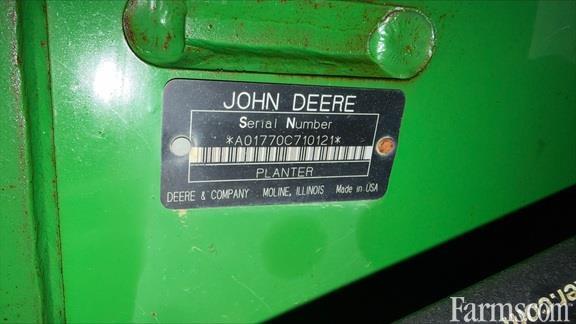 JOHN DEERE
Serial Number
*A01770C710121*
PLANTER
DEERE & COMPANY MOLINE, ILLINOIS Made in USA
Farms.com